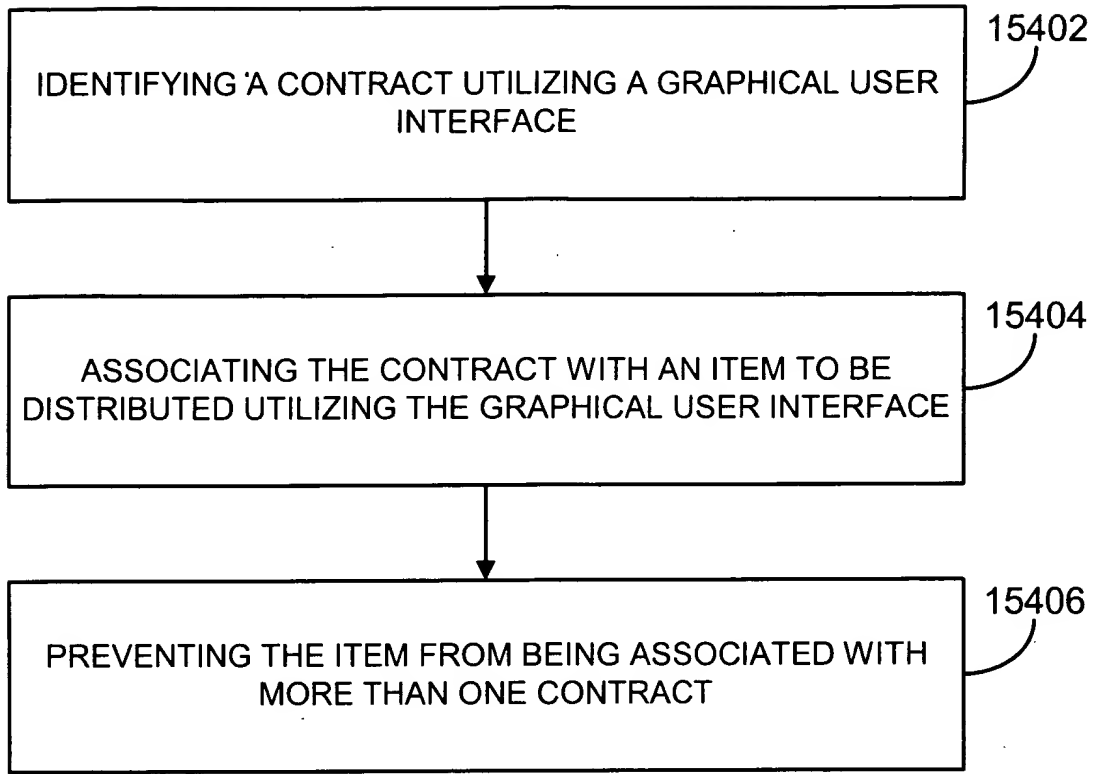 15402
IDENTIFYING A CONTRACT UTILIZING A GRAPHICAL USER
INTERFACE
15404
ASSOCIATING THE CONTRACT WITH AN ITEM TO BE
DISTRIBUTED UTILIZING THE GRAPHICAL USER INTERFACE
15406
PREVENTING THE ITEM FROM BEING ASSOCIATED WITH
MORE THAN ONE CONTRACT